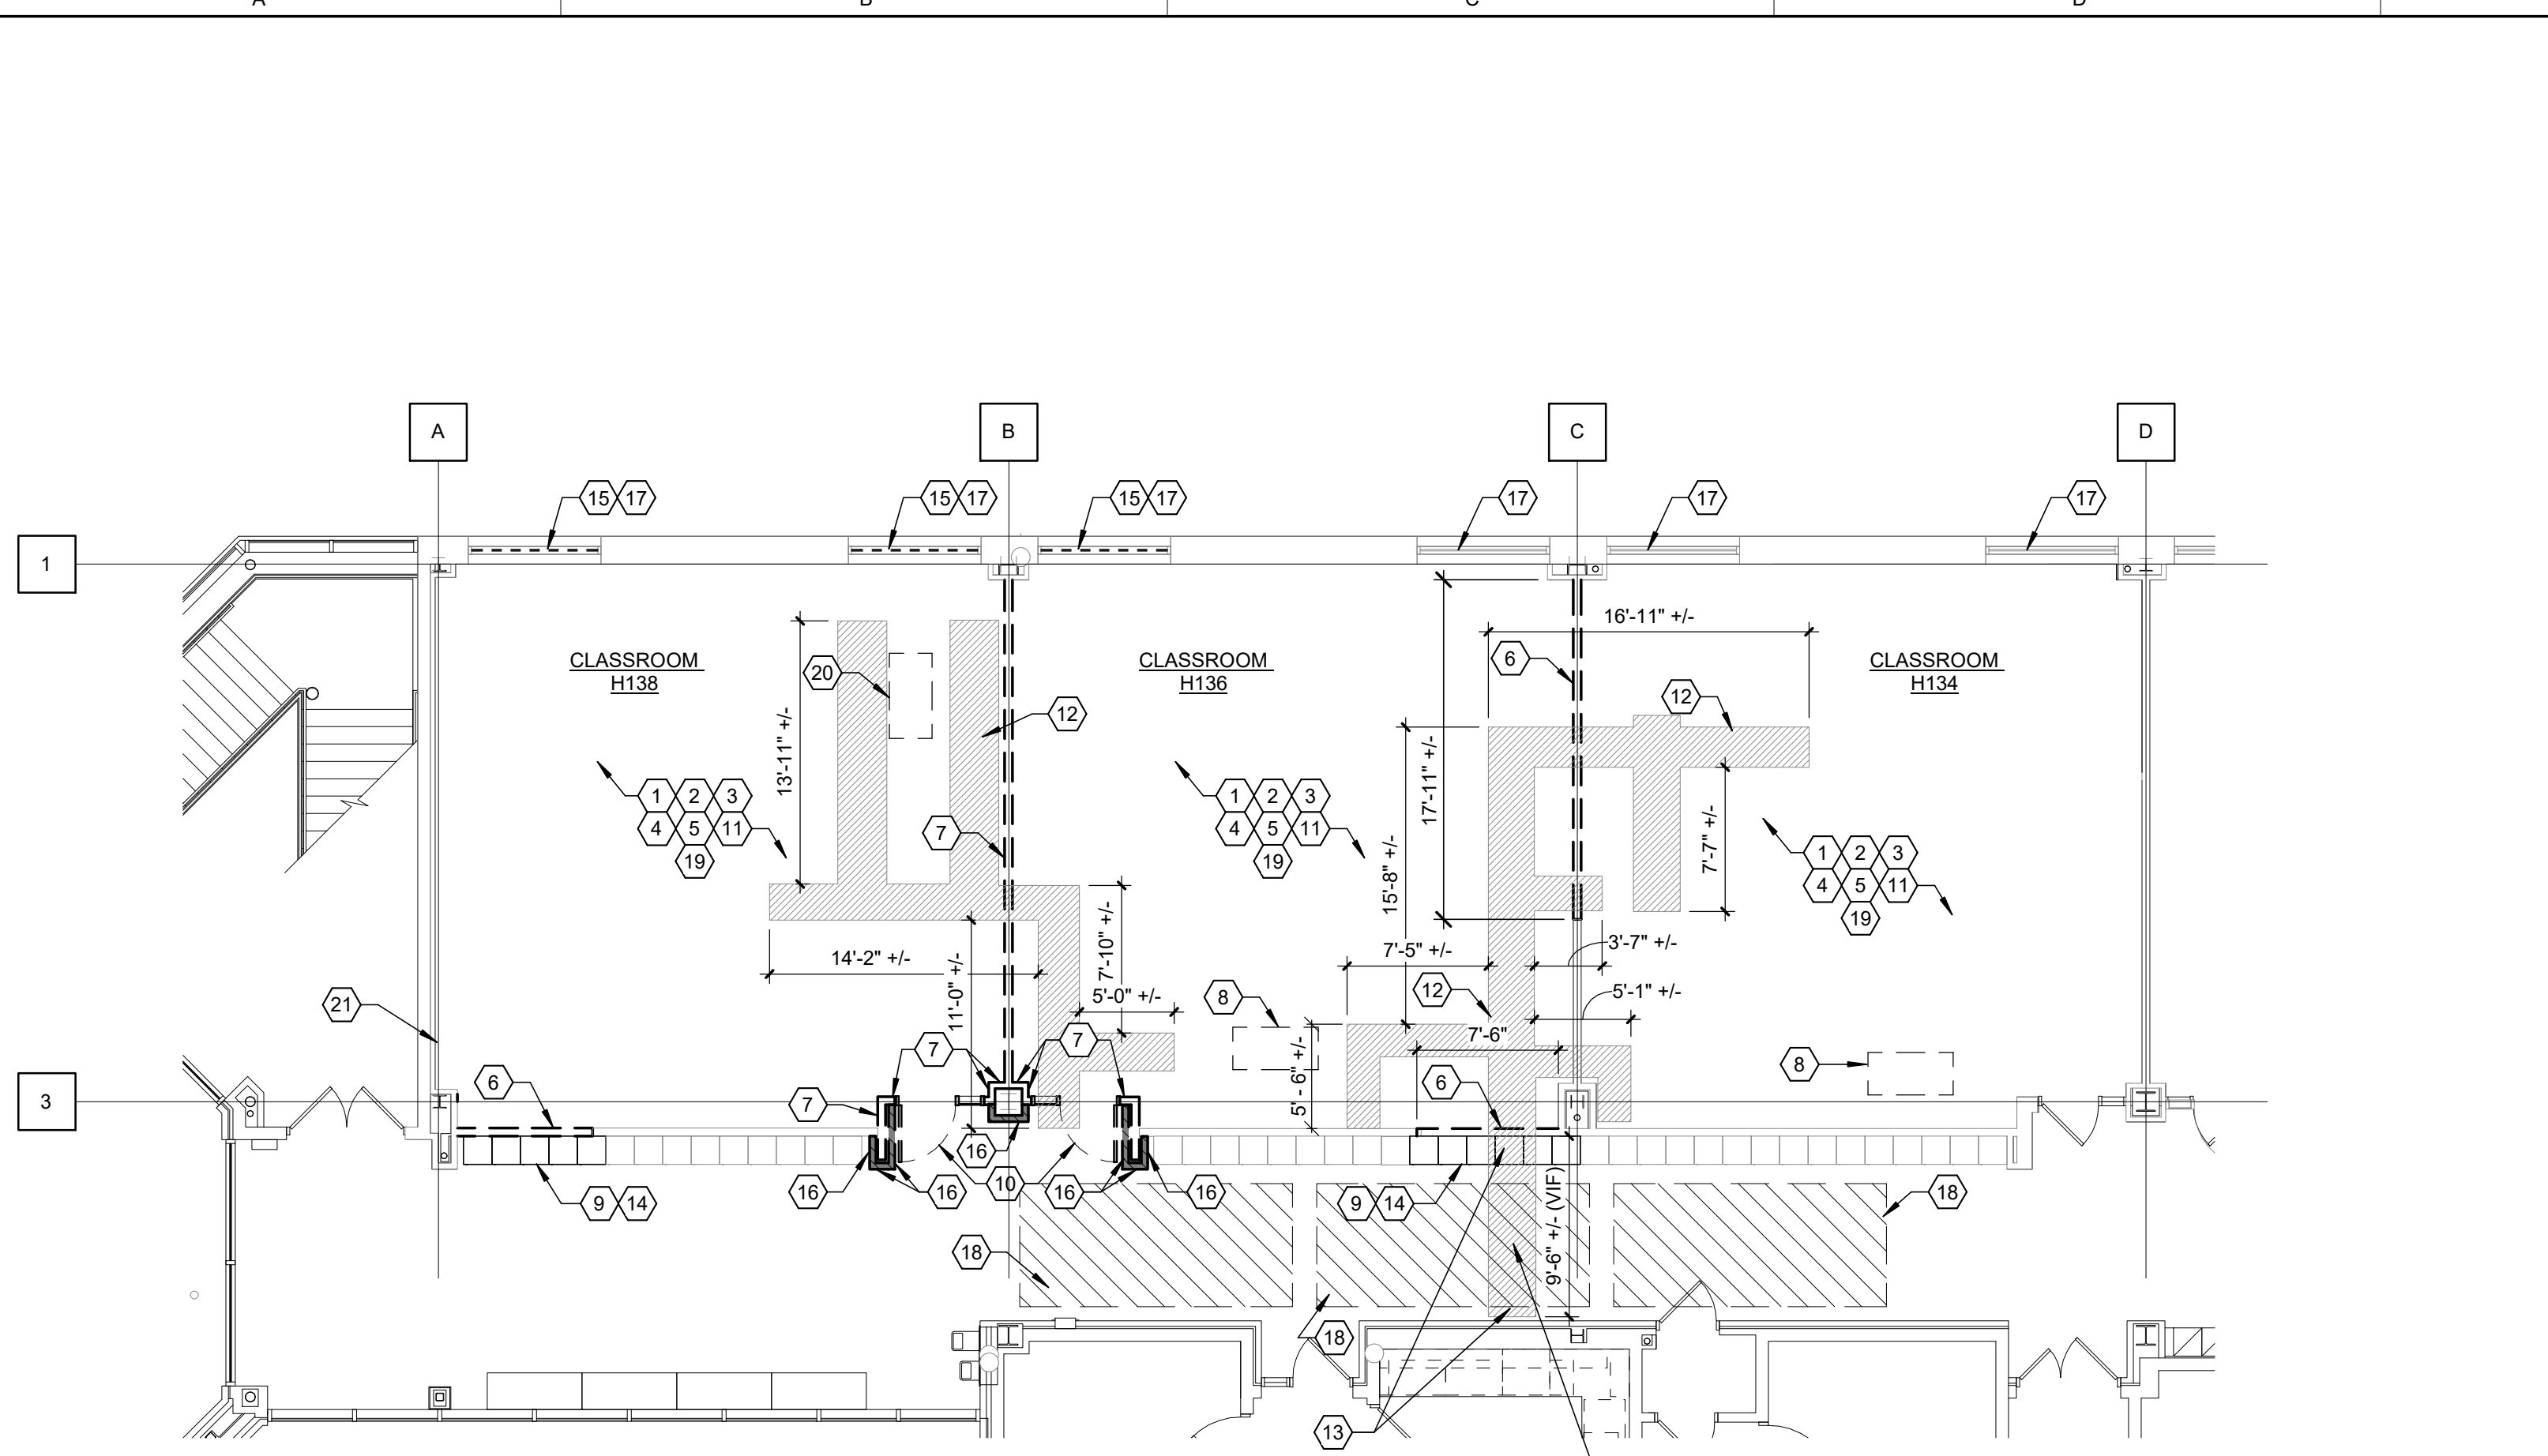 A B C D
A B C D
15 17 15 17 15 17 17 17 17
1
16'-11" +/-
CLASSROOM
H138
CLASSROOM
H136
CLASSROOM
H134
6
20
12
12
13'-11" +/-
17'-11" +/-
1 2 3
4 5 11
19
7
1 2 3
4 5 11
19
15'-8" +/-
7'-7" +/-
1 2 3
4 5 11
19
14'-2" +/-
11'-0" +/-
7'-10" +/-
5'-0" +/-
7'-5" +/-
3'-7" +/-
12
5'-1" +/-
8
21
7'-6"
7
7
8
5' - 6" +/-
6
6
3
7
16
16
16
10
16
16
9 14
9 14
9'-6" +/- (VIF)
18
18
18
13